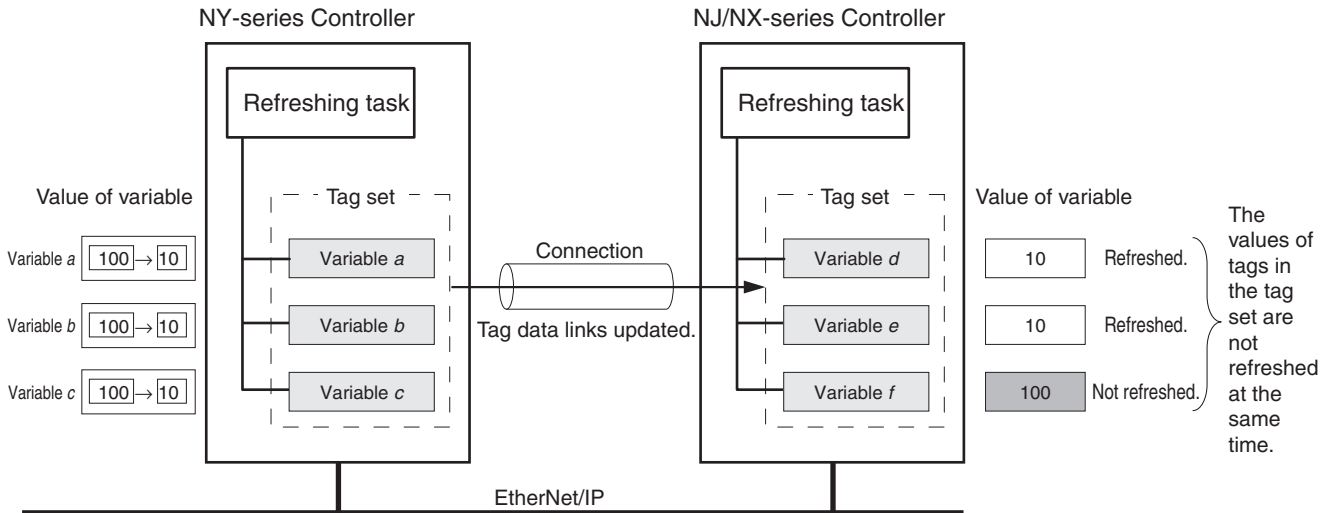 NY-series Controller
NJ/NX-series Controller
Refreshing task
Refreshing task
Value of variable
Tag set
Tag set
Value of variable
Variable a
100 → 10
Variable a
Connection
Variable d
10
Refreshed.
Variable b
100 → 10
Variable b
Tag data links updated.
Variable e
10
Refreshed.
Variable c
100 → 10
Variable c
Variable f
100
Not refreshed.
The
values of
tags in
the tag
set are
not
refreshed
at the
same
time.
EtherNet/IP